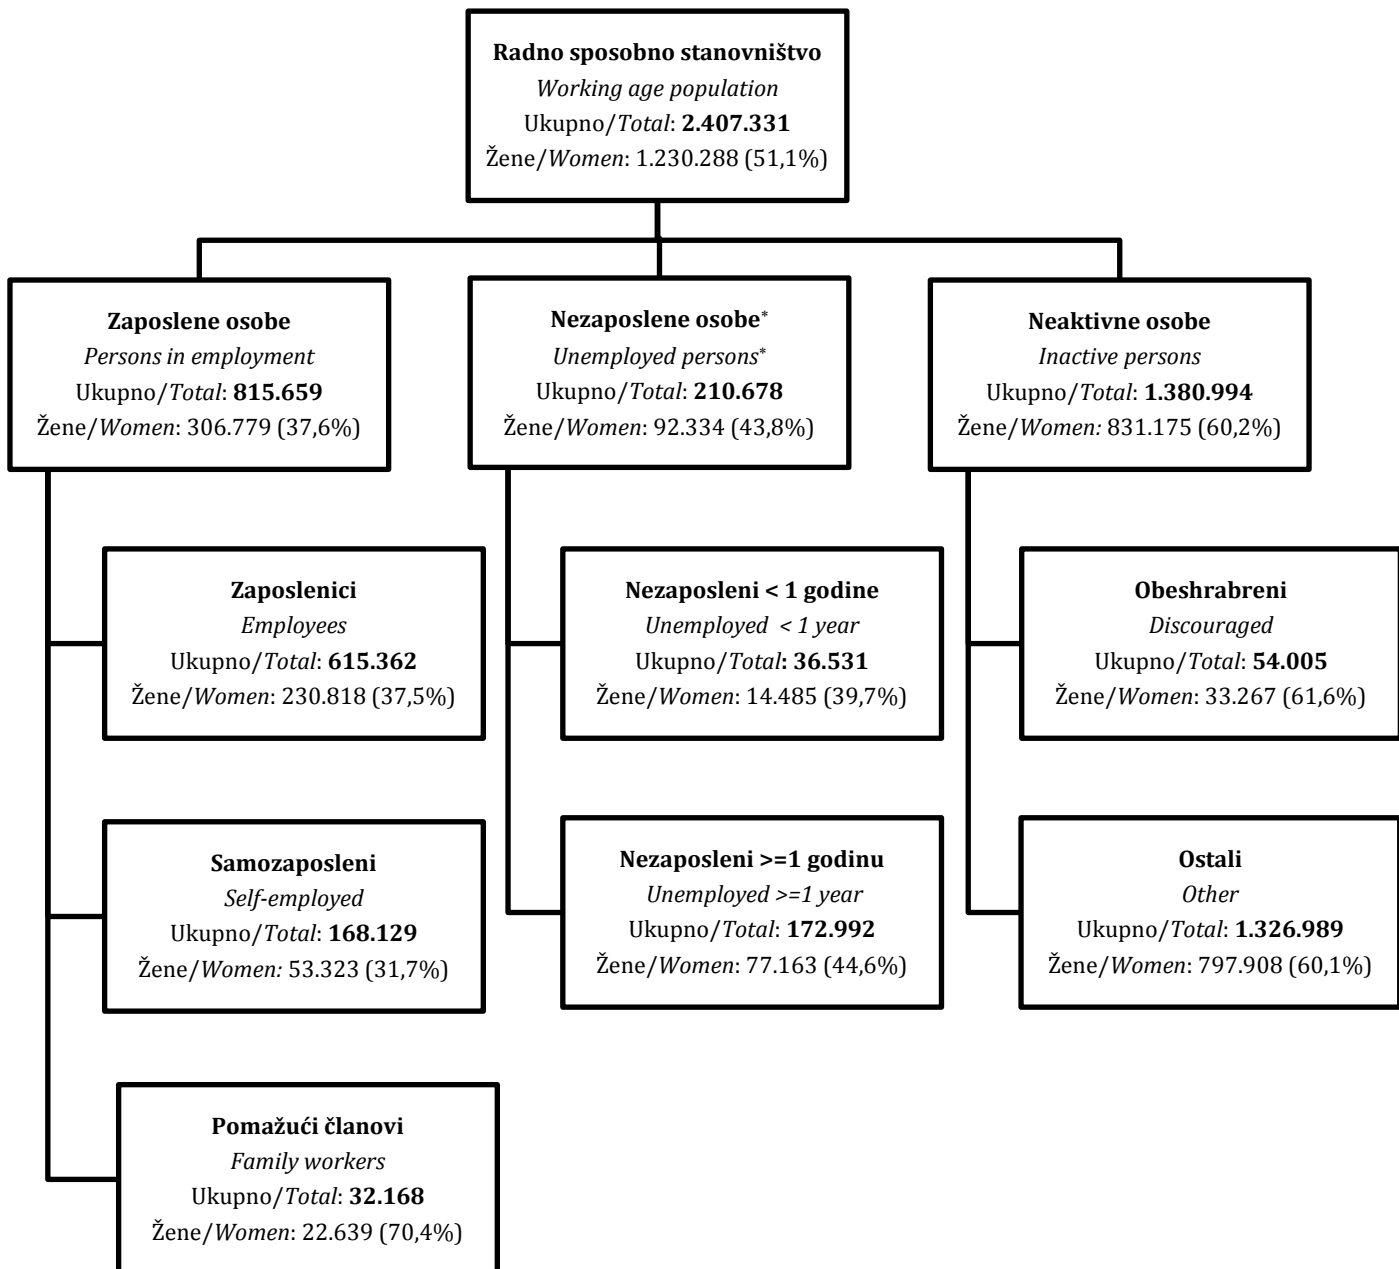 Radno sposobno stanovništvo
Working age population
Ukupno/Total: 2.407.331
Žene/Women: 1.230.288 (51,1%)
Zaposlene osobe
Persons in employment
Ukupno/Total: 815.659
Žene/Women: 306.779 (37,6%)
Nezaposlene osobe*
Unemployed persons*
Ukupno/Total: 210.678
Žene/Women: 92.334 (43,8%)
Neaktivne osobe
Inactive persons
Ukupno/Total: 1.380.994
Žene/Women: 831.175 (60,2%)
Zaposlenici
Employees
Ukupno/Total: 615.362
Žene/Women: 230.818 (37,5%)
Nezaposleni < 1 godine
Unemployed < 1 year
Ukupno/Total: 36.531
Žene/Women: 14.485 (39,7%)
Obeshrabreni
Discouraged
Ukupno/Total: 54.005
Žene/Women: 33.267 (61,6%)
Samozaposleni
Self-employed
Ukupno/Total: 168.129
Žene/Women: 53.323 (31,7%)
Nezaposleni >=1 godinu
Unemployed >=1 year
Ukupno/Total: 172.992
Žene/Women: 77.163 (44,6%)
Ostali
Other
Ukupno/Total: 1.326.989
Žene/Women: 797.908 (60,1%)
Pomažući članovi
Family workers
Ukupno/Total: 32.168
Žene/Women: 22.639 (70,4%)